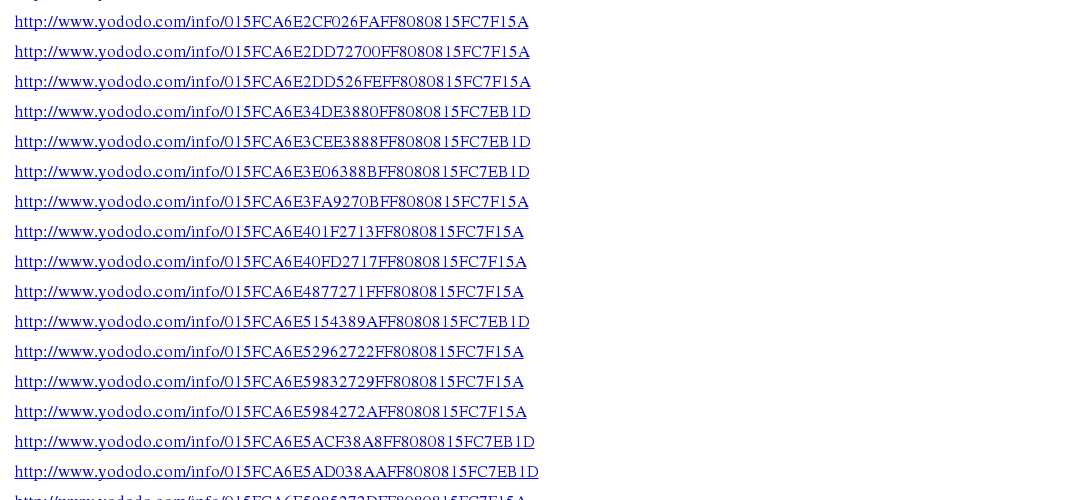 http://www.yododo.com/info/015FCA6E2CF026FAFF8080815FC7F15A
http://www.yododo.com/info/015FCA6E2DD72700FF8080815FC7F15A
http://www.yododo.com/info/015FCA6E2DD526FEFF8080815FC7F15A
http://www.yododo.com/info/015FCA6E34DE3880FF8080815FC7EB1D
http://www.yododo.com/info/015FCA6E3CEE3888FF8080815FC7EB1D
http://www.yododo.com/info/015FCA6E3E06388BFF8080815FC7EB1D
http://www.yododo.com/info/015FCA6E3FA9270BFF8080815FC7F15A
http://www.yododo.com/info/015FCA6E401F2713FF8080815FC7F15A
http://www.yododo.com/info/015FCA6E40FD2717FF8080815FC7F15A
http://www.yododo.com/info/015FCA6E4877271FFF8080815FC7F15A
http://www.yododo.com/info/015FCA6E5154389AFF8080815FC7EB1D
http://www.yododo.com/info/015FCA6E52962722FF8080815FC7F15A
http://www.yododo.com/info/015FCA6E59832729FF8080815FC7F15A
http://www.yododo.com/info/015FCA6E5984272AFF8080815FC7F15A
http://www.yododo.com/info/015FCA6E5ACF38A8FF8080815FC7EB1D
http://www.yododo.com/info/015FCA6E5AD038AAFF8080815FC7EB1D